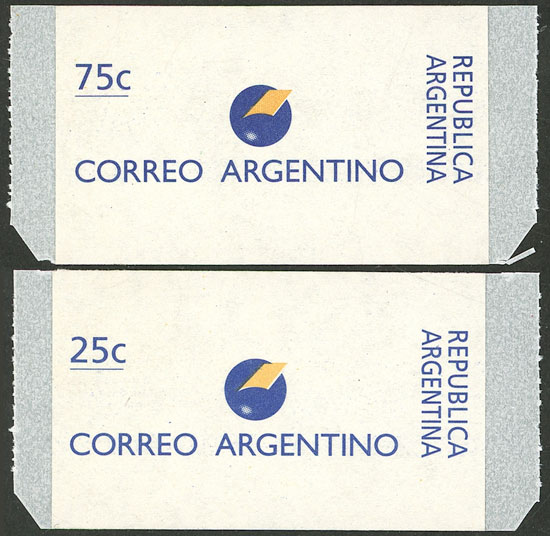 75c
CORREO ARGENTINO
REPUBLICA
ARGENTINA
25c
CORREO ARGENTINO
REPUBLICA
ARGENTINA